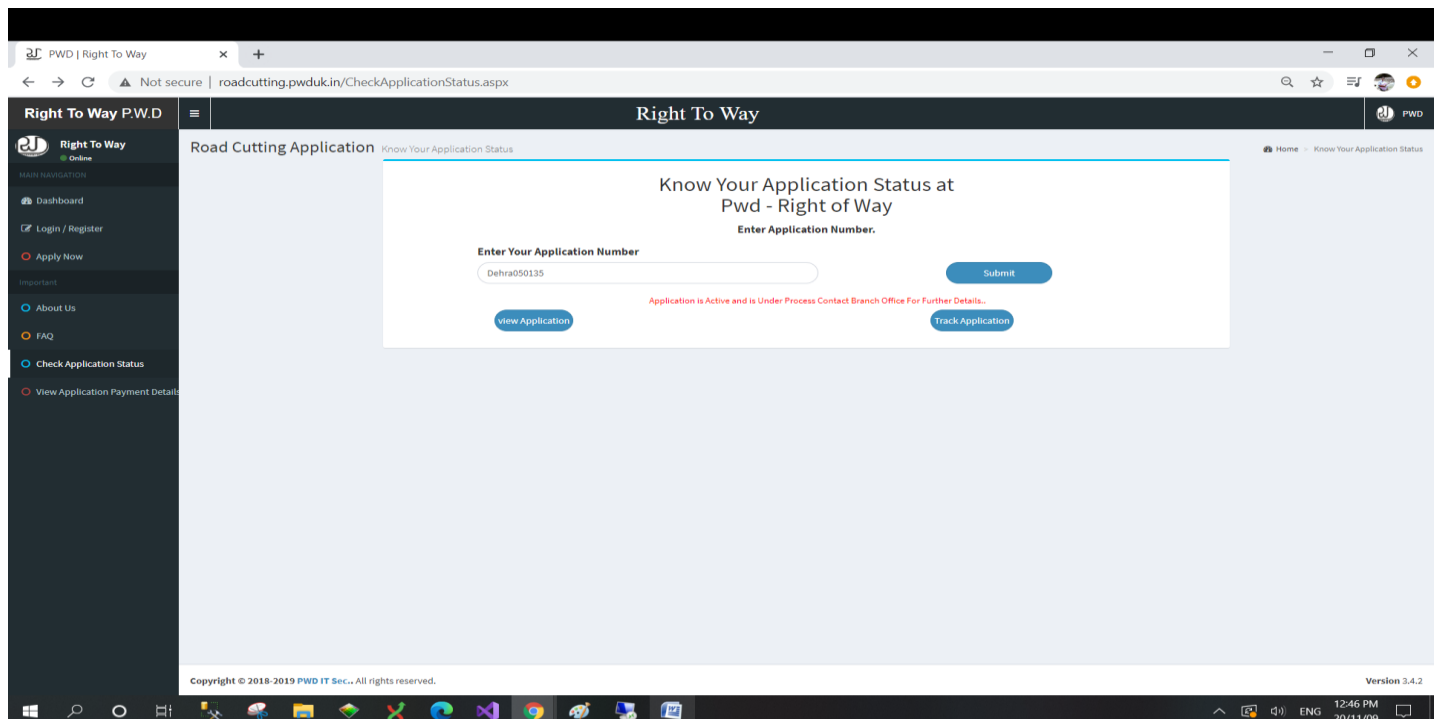 PWD | Right To Way
Not secure | roadcutting.pwduk.in/CheckApplicationStatus.aspx
Right To Way P.W.D
Right To Way
PWD
Right To Way
Online
MAIN NAVIGATION
Dashboard
Login / Register
Apply Now
Important
About Us
FAQ
Check Application Status
View Application Payment Details
Road Cutting Application Know Your Application Status
Home > Know Your Application Status
Know Your Application Status at
Pwd - Right of Way
Enter Application Number.
Enter Your Application Number
Dehra050135
Submit
Application is Active and is Under Process Contact Branch Office For Further Details..
view Application
Track Application
Copyright © 2018-2019 PWD IT Sec., All rights reserved.
Version 3.4.2
ENG
12:46 PM
20/11/09